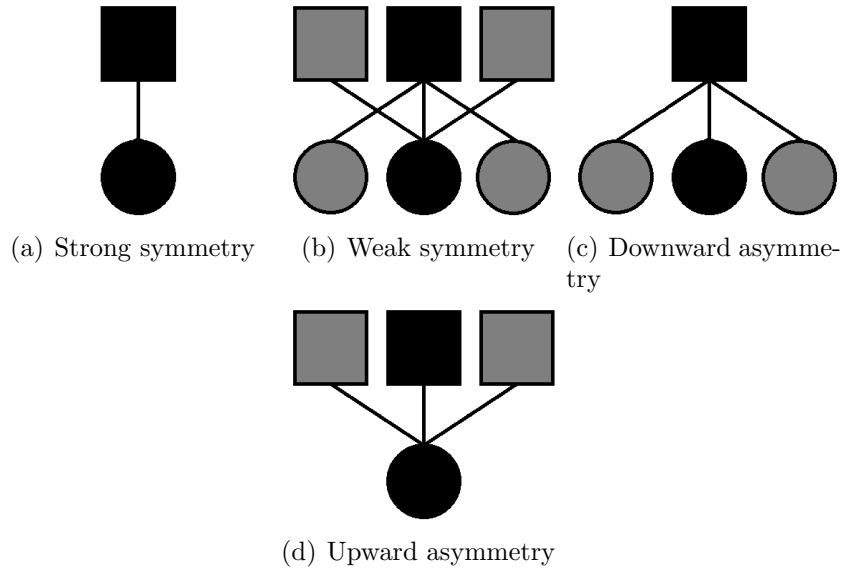 (a) Strong symmetry
(b) Weak symmetry
(c) Downward asymme-
try
(d) Upward asymmetry